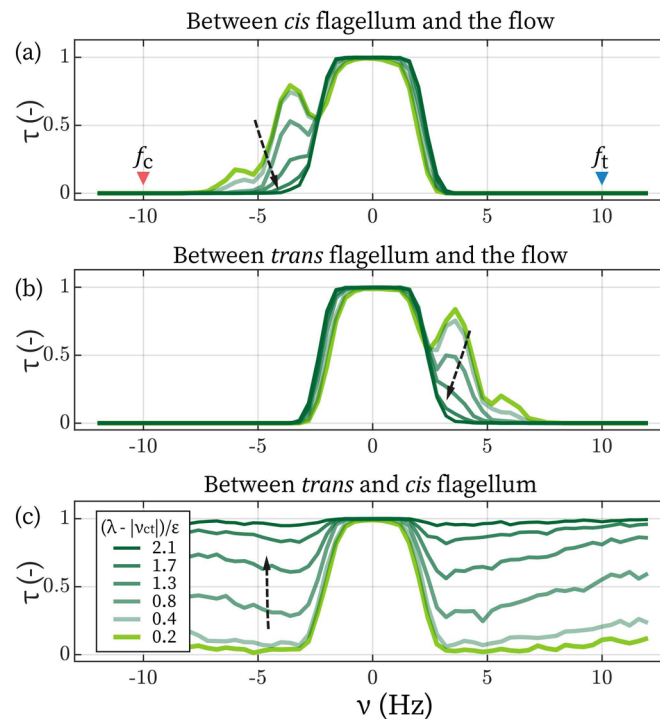 Between cis flagellum and the flow
(a)
1
0.5
0
τ (-)
f_c
f_t
-10 -5 0 5 10
Between trans flagellum and the flow
(b)
1
0.5
0
τ (-)
-10 -5 0 5 10
Between trans and cis flagellum
(c)
1
0.5
0
τ (-)
(λ - |ν_ct|)/ε
2.1
1.7
1.3
0.8
0.4
0.2
-10 -5 0 5 10
ν (Hz)